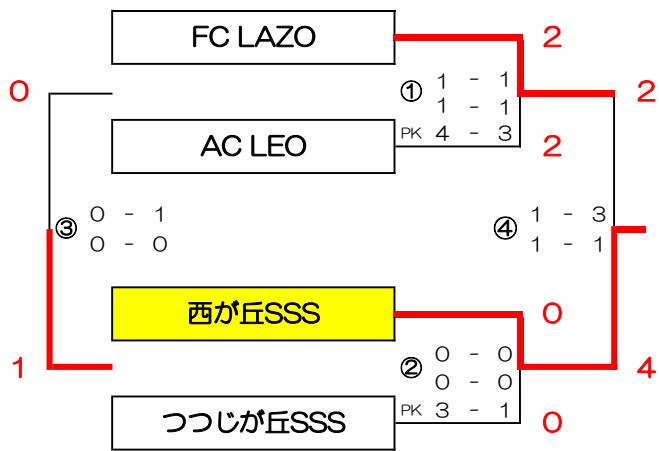 FC LAZO 2
0 ① 1 - 1 2
1 - 1
PK 4 - 3
AC LEO 2
③ 0 - 1 ④ 1 - 3
0 - 0 1 - 1
西が丘SSS 0
1 ② 0 - 0 4
0 - 0
PK 3 - 1
つつじが丘SSS 0